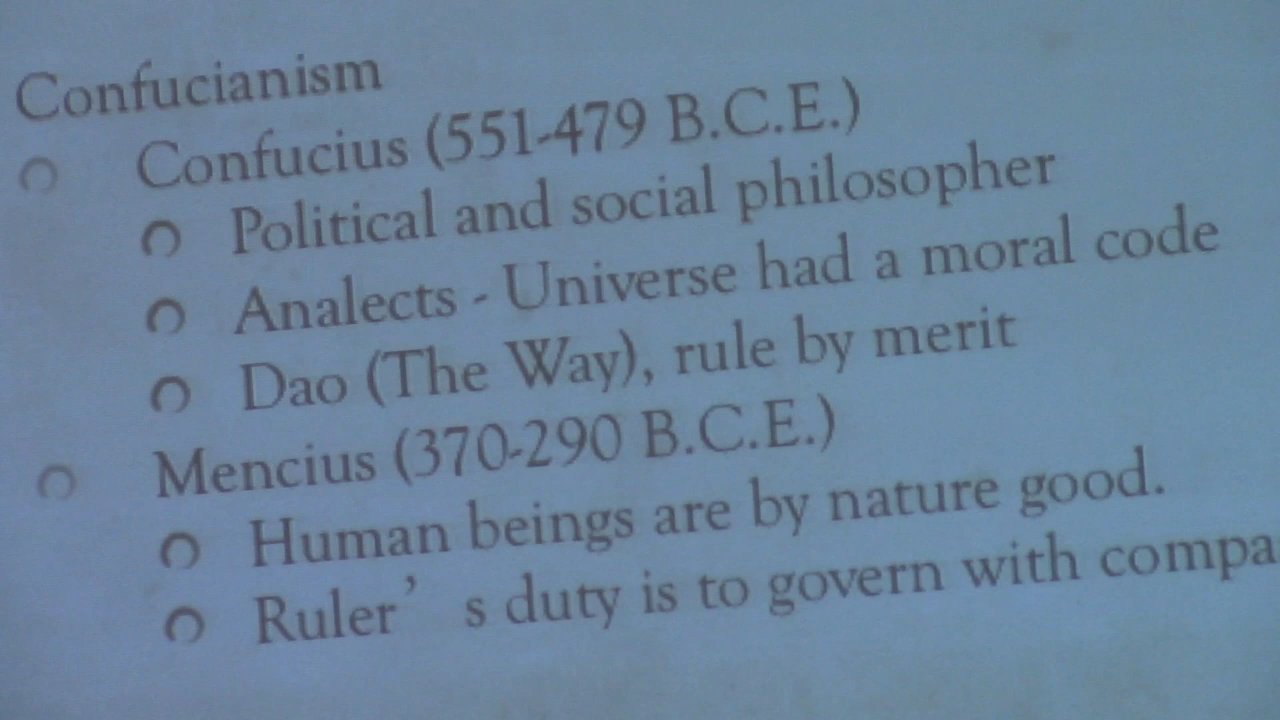 Confucianism
Confucius (551-479 B.C.E.)
Political and social philosopher
Analects - Universe had a moral code
Dao (The Way), rule by merit
Mencius (370-290 B.C.E.)
Human beings are by nature good.
Ruler’ s duty is to govern with compa